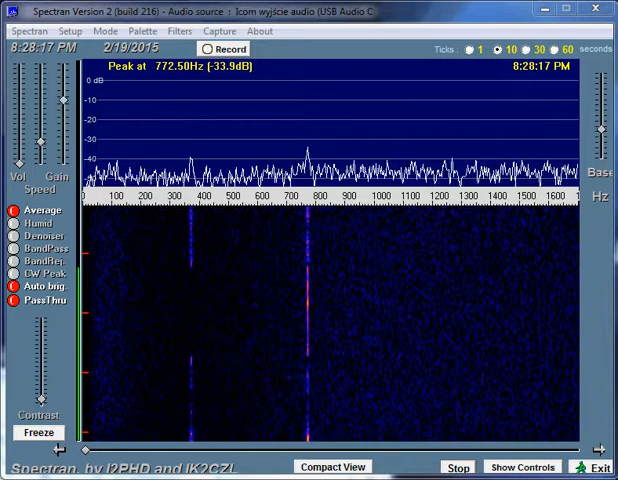 Spectran Version 2 (build 216) - Audio source : Icom wyjście audio (USB Audio C
Spectran Setup Mode Palette Filters Capture About
8:28:17 PM 2/19/2015 Record Ticks : 1 10 30 60 seconds
Peak at 772.50Hz (-33.9dB) 8:28:17 PM
0 dB
-10
-20
-30
-40
Vol Gain
Speed
Base
0 100 200 300 400 500 600 700 800 900 1000 1100 1200 1300 1400 1500 1600 Hz
Average
Humid
Denoiser
BandPass
BandRej.
CW Peak
Auto brig.
PassThru
Contrast
Freeze
Spectran, by I2PHD and IK2CZL Compact View Stop Show Controls Exit